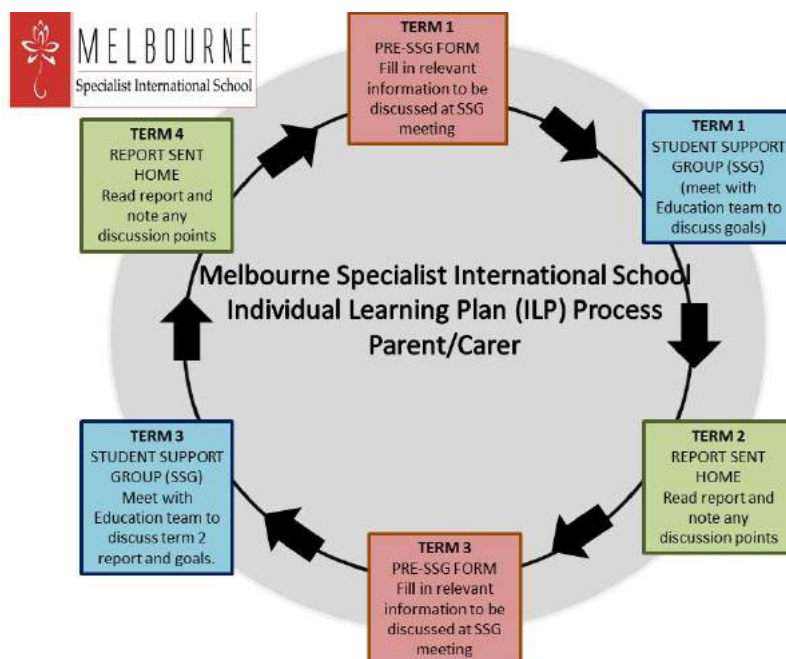 MELBOURNE
Specialist International School
TERM 1
PRE-SSG FORM
Fill in relevant
information to be
discussed at SSG
meeting
TERM 1
STUDENT SUPPORT
GROUP (SSG)
(meet with
Education team to
discuss goals)
TERM 4
REPORT SENT
HOME
Read report and
note any
discussion points
Melbourne Specialist International School
Individual Learning Plan (ILP) Process
Parent/Carer
TERM 2
REPORT SENT
HOME
Read report and
note any
discussion points
TERM 3
STUDENT SUPPORT
GROUP (SSG)
Meet with
Education team to
discuss term 2
report and goals.
TERM 3
PRE-SSG FORM
Fill in relevant
information to be
discussed at SSG
meeting